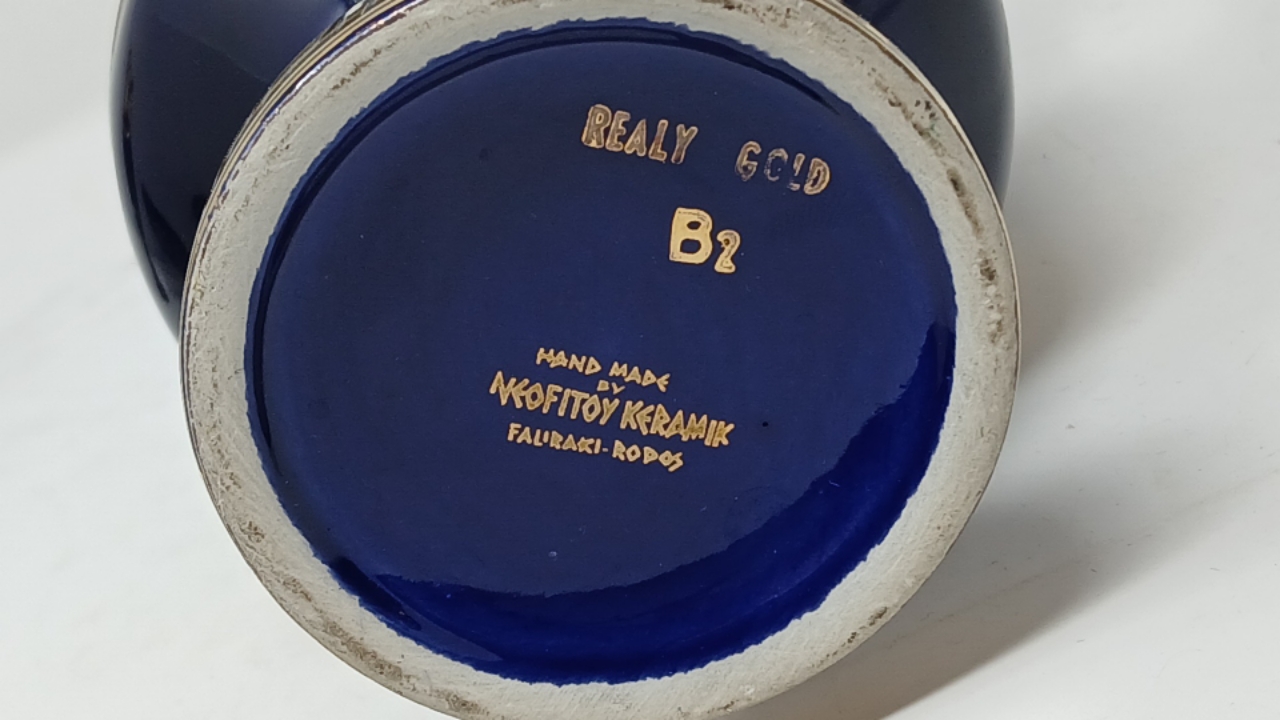 REALY GOLD
B2
HAND MADE
BY
NEOFITOY KERAMIK
FALIRAKI-RODOS